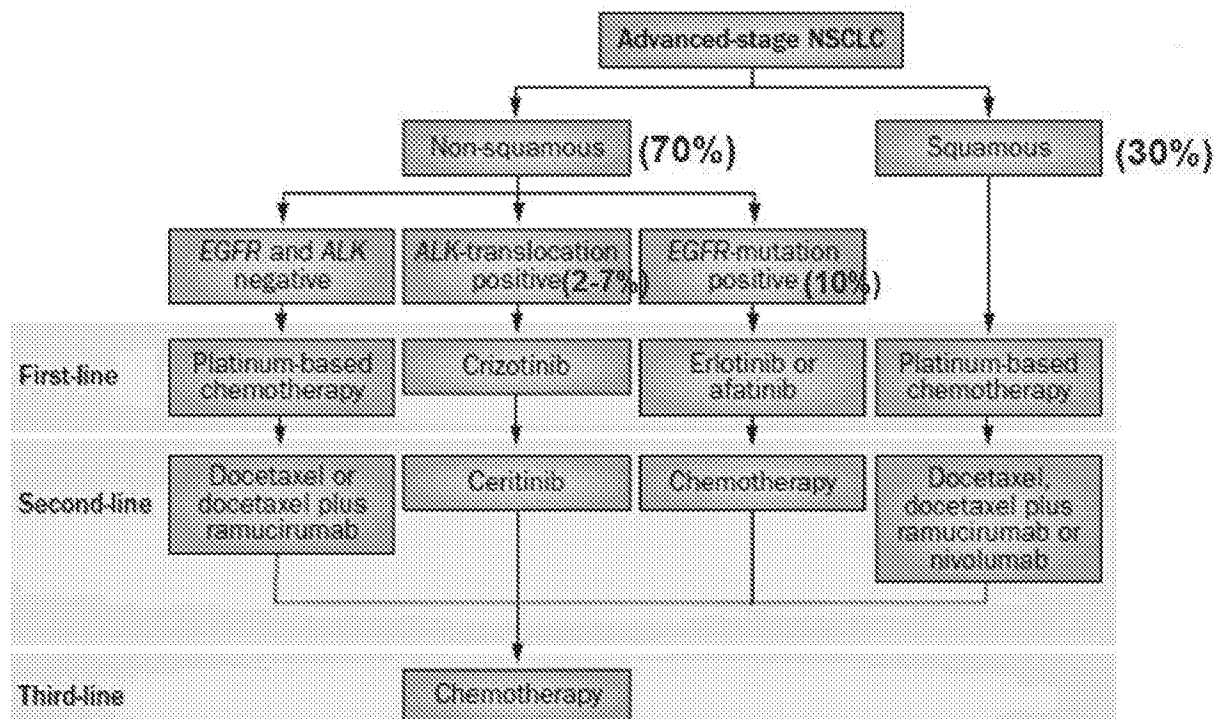 Advanced-stage NSCLC
Non-squamous (70%)
Squamous (30%)
EGFR and ALK
negative
ALK-translocation
positive (2-7%)
EGFR-mutation
positive (10%)
First-line
Platinum-based
chemotherapy
Crizotinib
Erlotinib or
afatinib
Platinum-based
chemotherapy
Second-line
Docetaxel or
docetaxel plus
ramucirumab
Ceritinib
Chemotherapy
Docetaxel,
docetaxel plus
ramucirumab or
nivolumab
Third-line
Chemotherapy